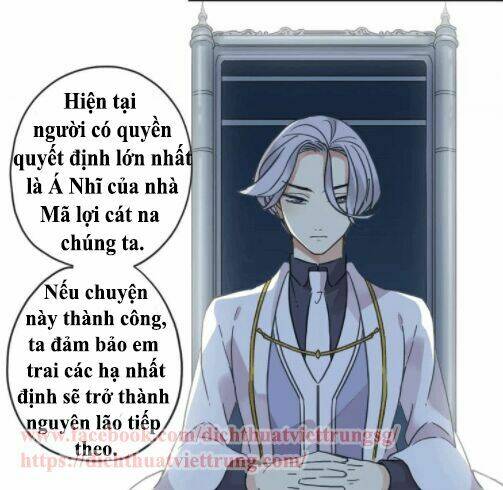 Hiện tại
người có quyền
quyết định lớn nhất
là Á Nhĩ của nhà
Mã lợi cát na
chúng ta.
Nếu chuyện
này thành công,
ta đảm bảo em
trai các hạ nhất
định sẽ trở thành
nguyên lão tiếp
theo.
www.facebook.com/dichthuatviettrungsg/
https://dichthuatviettrung.com/